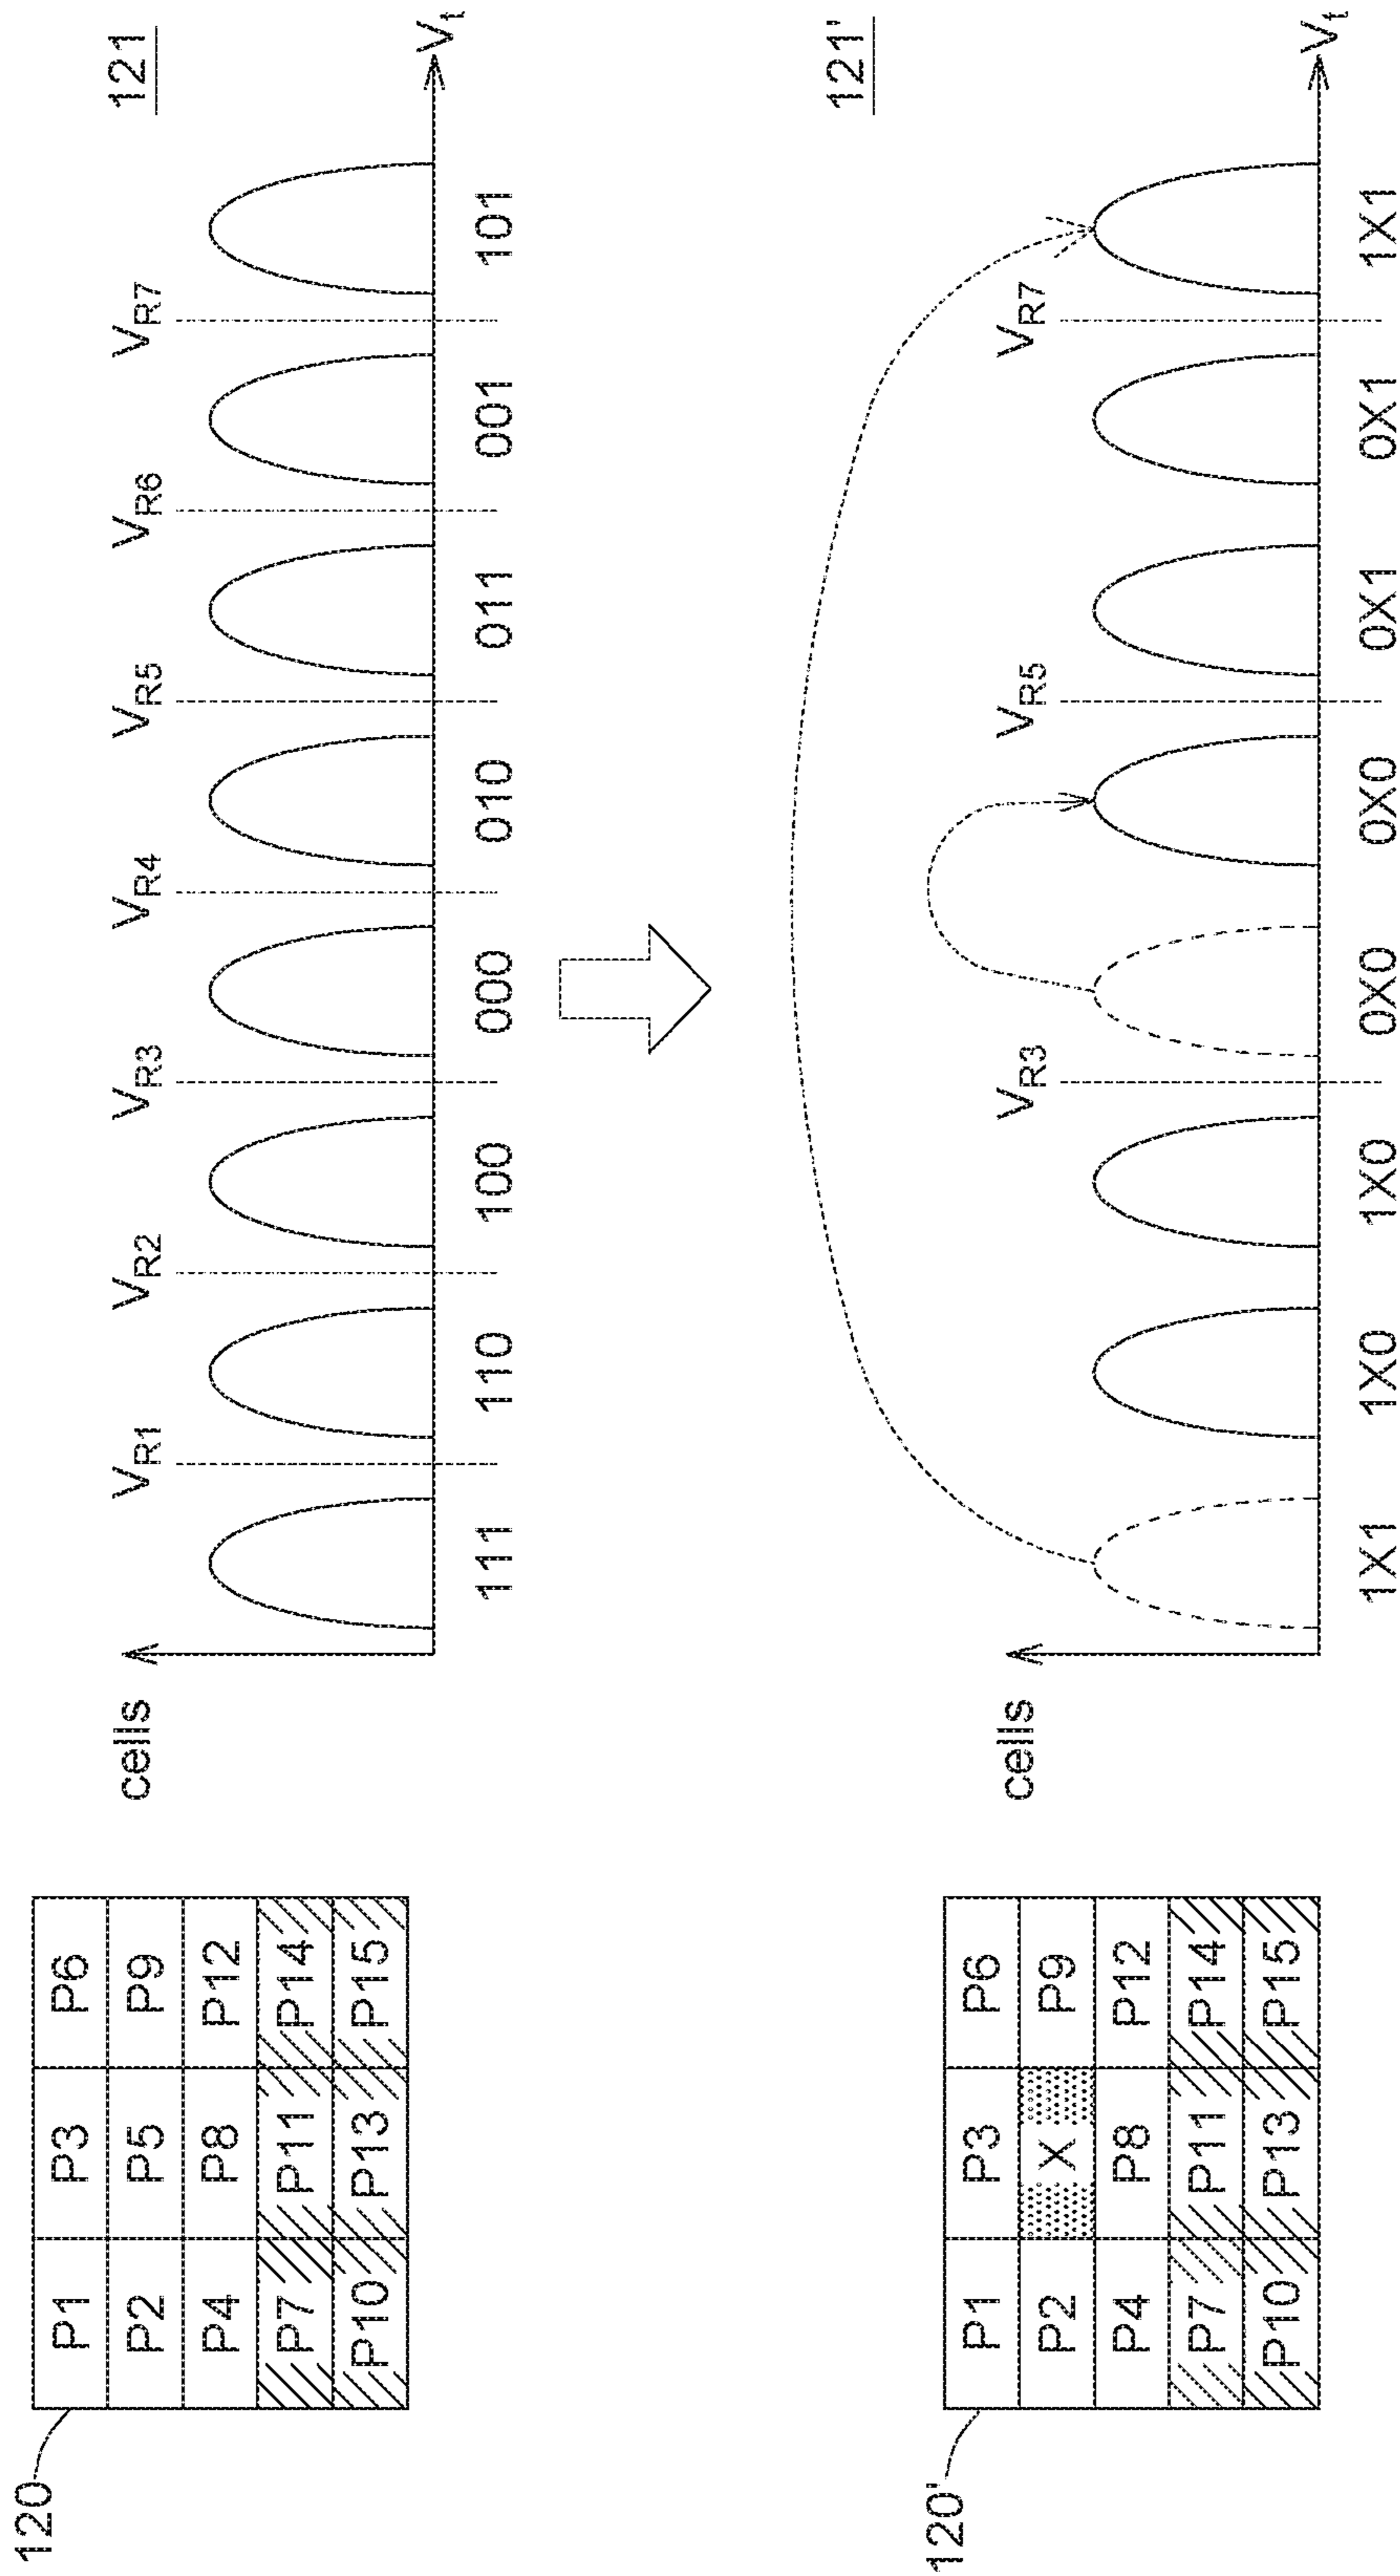 120
P1 P3 P6
P2 P5 P9
P4 P8 P12
P7 P11 P14
P10 P13 P15
121
cells
VR1 VR2 VR3 VR4 VR5 VR6 VR7
Vt
111 110 100 000 010 011 001 101
120'
P1 P3 P6
P2 X P9
P4 P8 P12
P7 P11 P14
P10 P13 P15
121'
cells
VR3 VR5 VR7
Vt
1X1 1X0 1X0 0X0 0X0 0X1 0X1 1X1